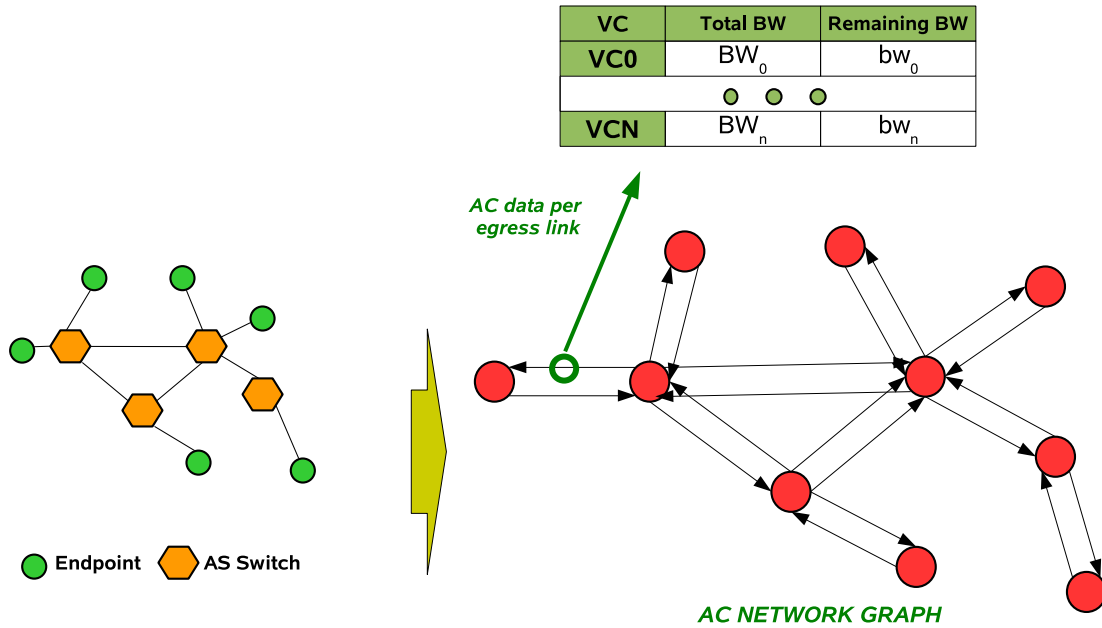 VC Total BW Remaining BW
VC0 BW0 bw0
VCN BWn bwn
AC data per
egress link
Endpoint AS Switch
AC NETWORK GRAPH